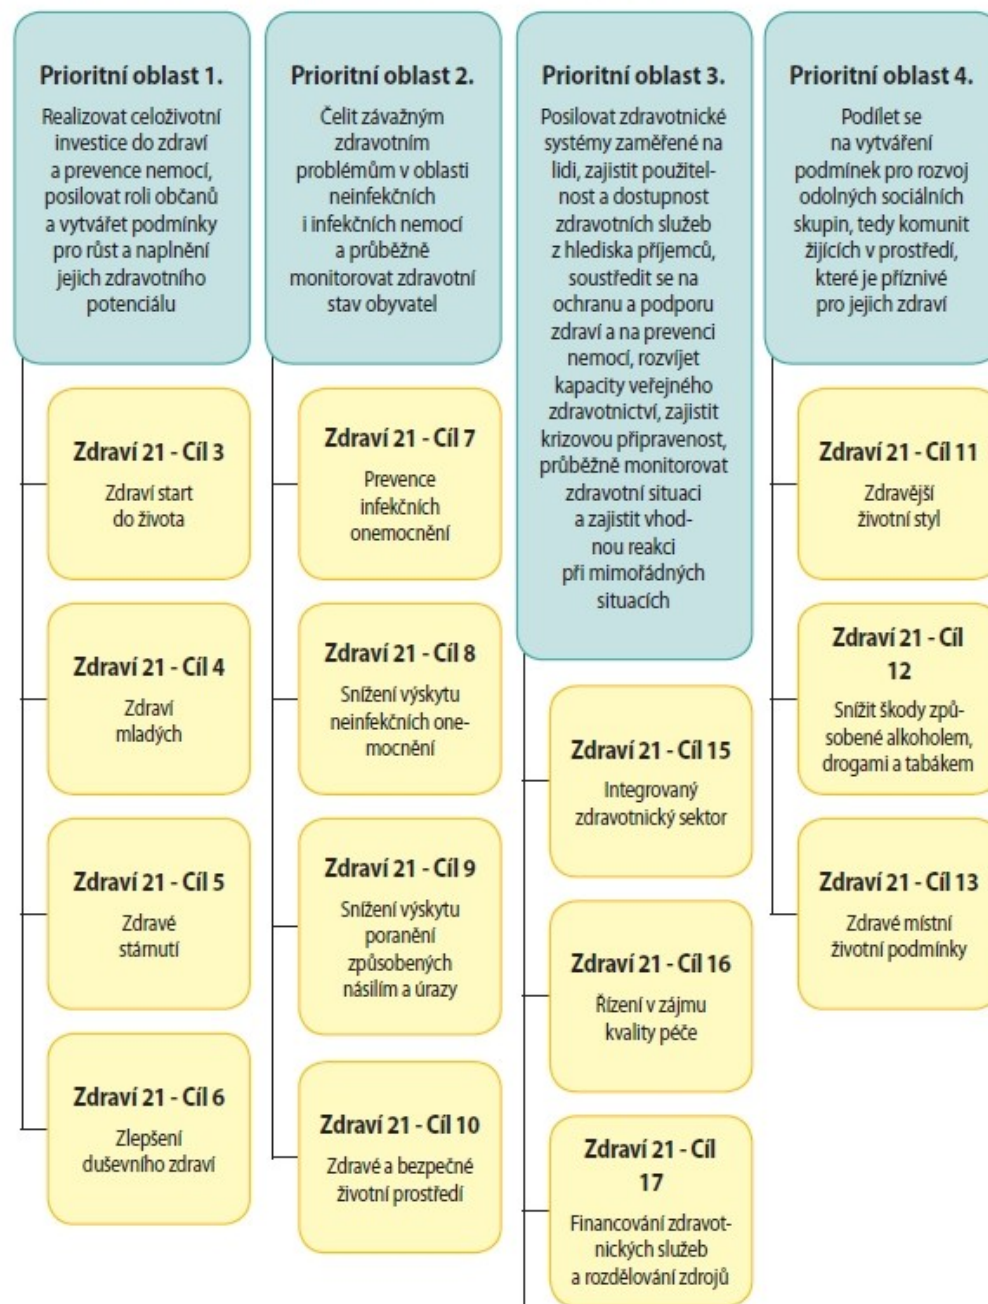 Prioritní oblast 1.
Realizovat celoživotní
investice do zdraví
a prevence nemocí,
posilovat roli občanů
a vytvářet podmínky
pro růst a naplnění
jejich zdravotního
potenciálu
Zdraví 21 - Cíl 3
Zdraví start
do života
Zdraví 21 - Cíl 4
Zdraví
mladých
Zdraví 21 - Cíl 5
Zdravé
stárnutí
Zdraví 21 - Cíl 6
Zlepšení
duševního zdraví
Prioritní oblast 2.
Čelit závažným
zdravotním
problémům v oblasti
neinfekčních
i infekčních nemocí
a průběžně
monitorovat zdravotní
stav obyvatel
Zdraví 21 - Cíl 7
Prevence
infekčních
onemocnění
Zdraví 21 - Cíl 8
Snížení výskytu
neinfekčních one-
mocnění
Zdraví 21 - Cíl 9
Snížení výskytu
poranění
způsobených
násilím a úrazy
Zdraví 21 - Cíl 10
Zdravé a bezpečné
životní prostředí
Prioritní oblast 3.
Posilovat zdravotnické
systémy zaměřené na
lidi, zajistit použitel-
nost a dostupnost
zdravotních služeb
z hlediska příjemců,
soustředit se na
ochranu a podporu
zdraví a na prevenci
nemocí, rozvíjet
kapacity veřejného
zdravotnictví, zajistit
krizovou připravenost,
průběžně monitorovat
zdravotní situaci
a zajistit vhod-
nou reakci
při mimořádných
situacích
Zdraví 21 - Cíl 15
Integrovaný
zdravotnický sektor
Zdraví 21 - Cíl 16
Řízení v zájmu
kvality péče
Zdraví 21 - Cíl
17
Financování zdravot-
nických služeb
a rozdělování zdrojů
Prioritní oblast 4.
Podílet se
na vytváření
podmínek pro rozvoj
odolných sociálních
skupin, tedy komunit
žijících v prostředí,
které je příznivé
pro jejich zdraví
Zdraví 21 - Cíl 11
Zdravější
životní styl
Zdraví 21 - Cíl
12
Snížit škody způ-
sobené alkoholem,
drogami a tabákem
Zdraví 21 - Cíl 13
Zdravé místní
životní podmínky